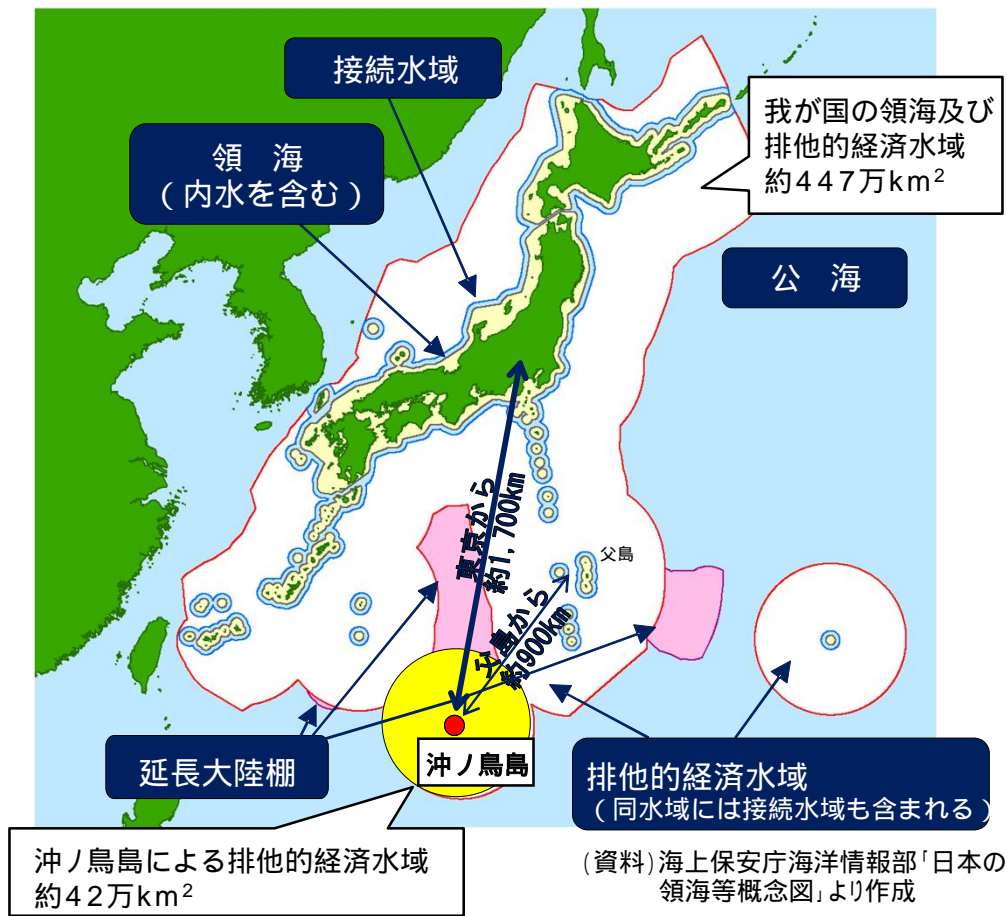 接続水域
領　海
（内水を含む）
我が国の領海及び
排他的経済水域
約447万km²
公　海
東京から
約1,700km
父島
父島から
約900km
延長大陸棚
沖ノ鳥島
排他的経済水域
（同水域には接続水域も含まれる）
沖ノ鳥島による排他的経済水域
約42万km²
(資料)海上保安庁海洋情報部「日本の
領海等概念図」より作成